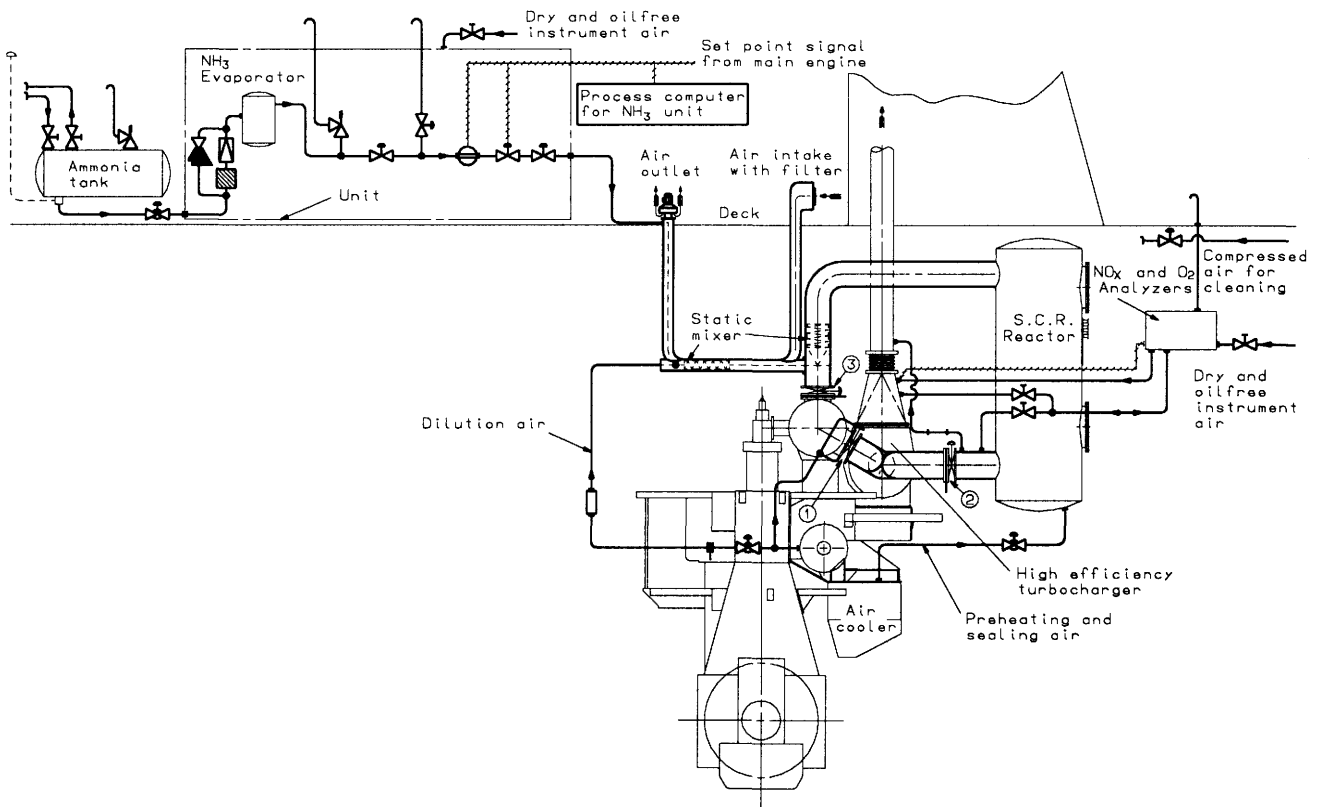 Dry and oilfree
instrument air
Set point signal
from main engine
NH3
Evaporator
Process computer
for NH3 unit
Ammonia
tank
Air
outlet
Air intake
with filter
Unit
Deck
Compressed
air for
cleaning
NOX and O2
Analyzers
S.C.R.
Reactor
Static
mixer
3
Dry and
oilfree
instrument
air
Dilution air
1
2
High efficiency
turbocharger
Air
cooler
Preheating and
sealing air